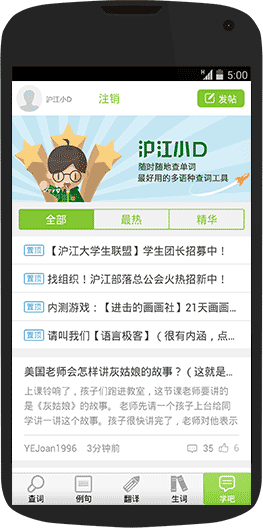 5:00
沪江小D
注销
发帖
沪江小D
随时随地查单词
最好用的多语种查词工具
全部
最热
精华
置顶 【沪江大学生联盟】学生团长招募中!
置顶 找组织!沪江部落总公会火热招新中!
置顶 内测游戏:【进击的画画社】21天画画...
置顶 请叫我们【语言极客】(很有内涵,点...
美国老师会怎样讲灰姑娘的故事?(这就是...
上课铃响了,孩子们跑进教室,这节课老师要讲的
是《灰姑娘》的故事。 老师先请一个孩子上台给同
学讲一讲这个故事。孩子很快讲完了,老师对他表示
YEJoan1996 3分钟前 35 6
查词
例句
翻译
生词
学吧